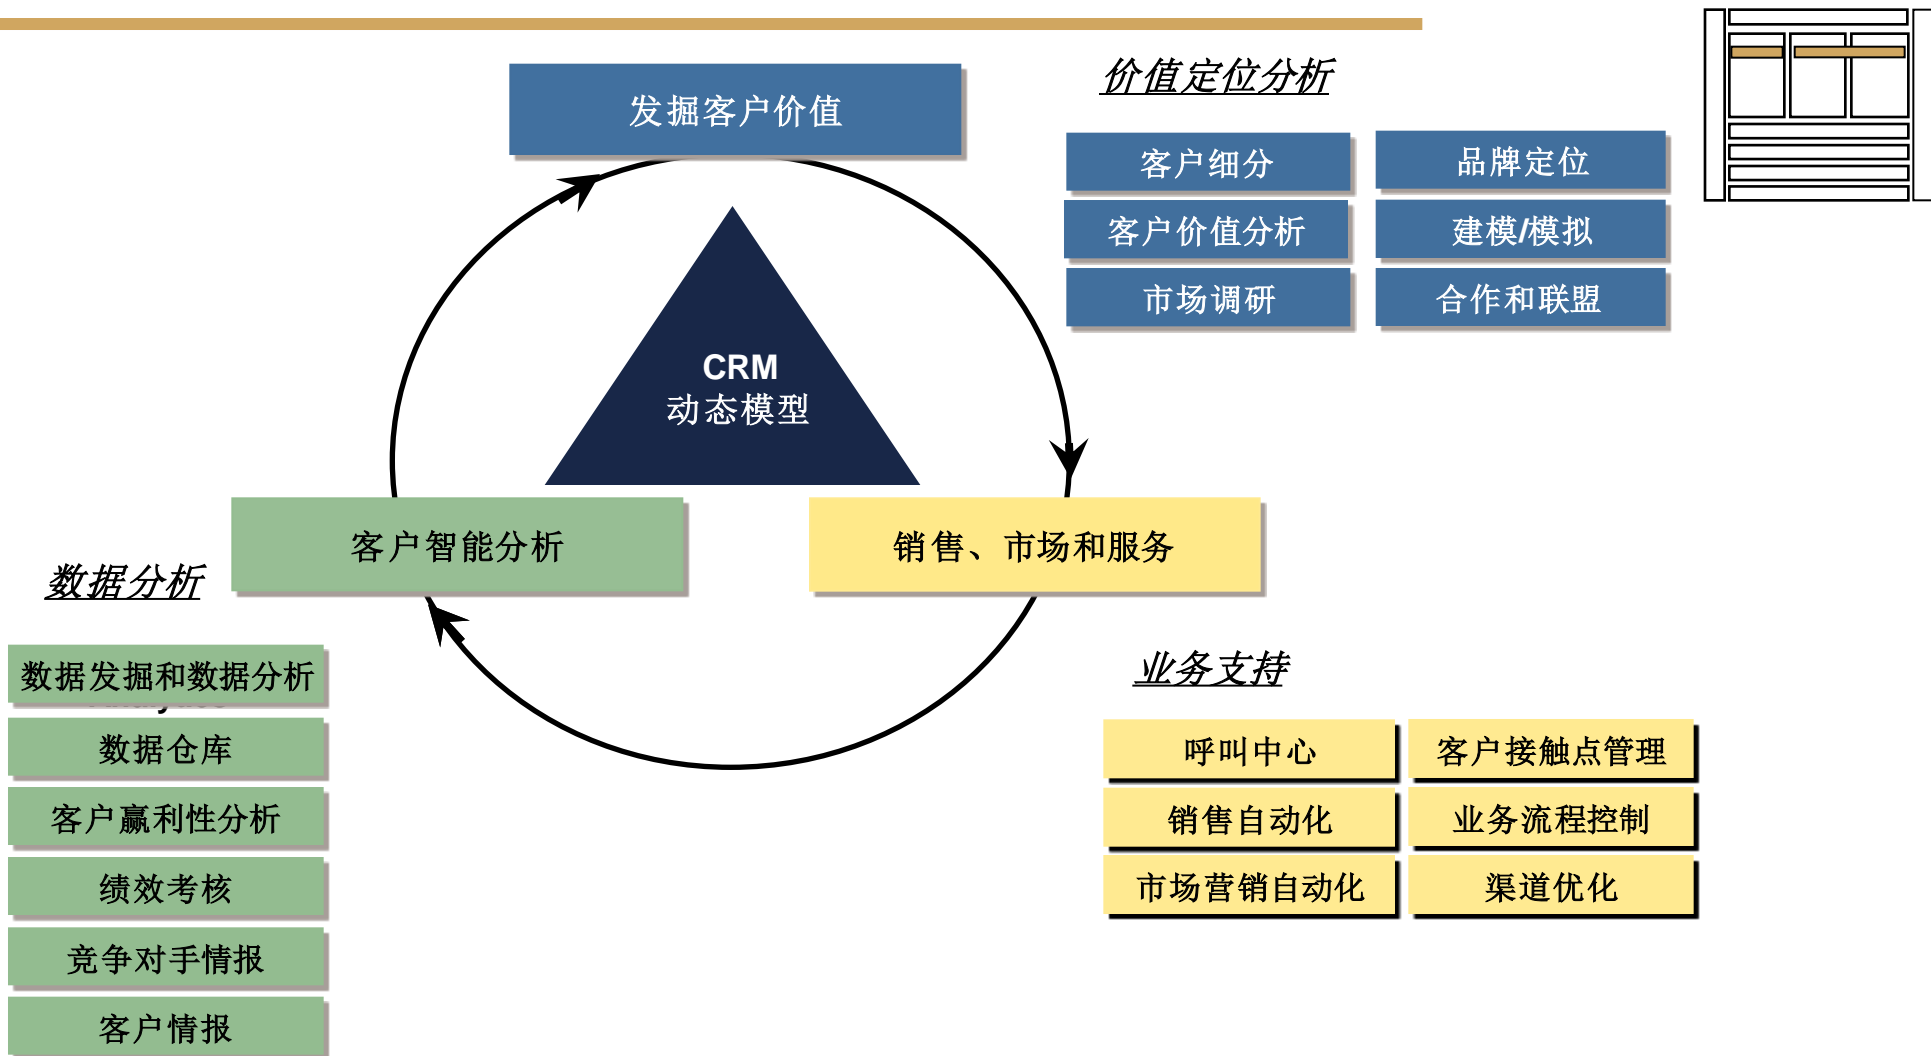 发掘客户价值
价值定位分析
客户细分
品牌定位
客户价值分析
建模/模拟
市场调研
合作和联盟
CRM
动态模型
客户智能分析
销售、市场和服务
数据分析
数据发掘和数据分析
数据仓库
客户赢利性分析
绩效考核
竞争对手情报
客户情报
业务支持
呼叫中心
客户接触点管理
销售自动化
业务流程控制
市场营销自动化
渠道优化